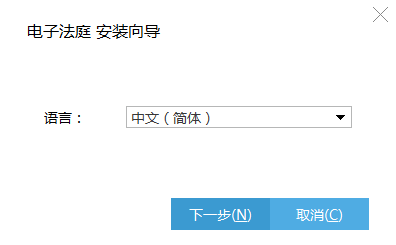 电子法庭 安装向导
语言：
中文（简体）
下一步(N)
取消(C)